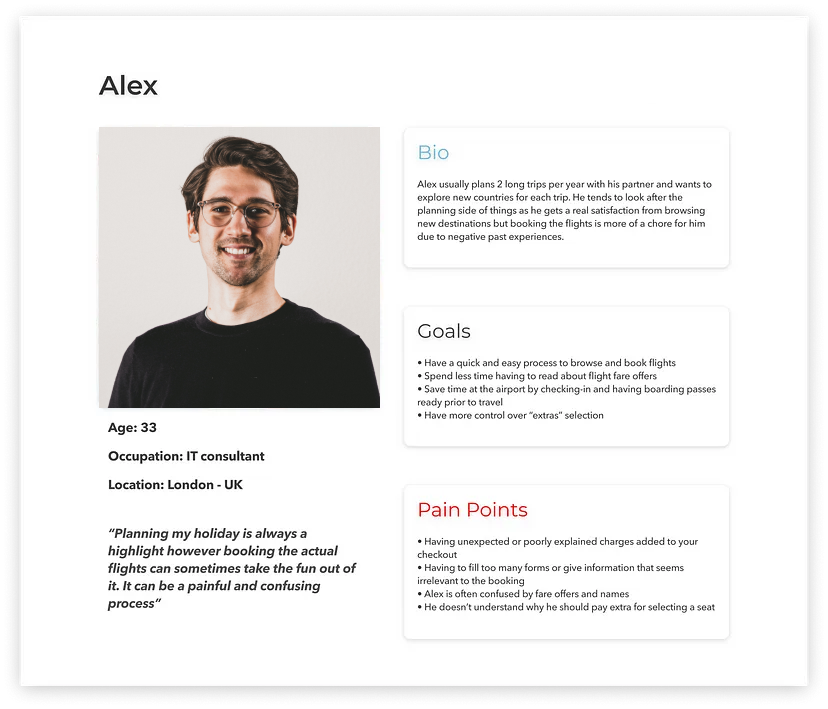 Alex
Age: 33
Occupation: IT consultant
Location: London - UK
“Planning my holiday is always a
highlight however booking the actual
flights can sometimes take the fun out of
it. It can be a painful and confusing
process”
Bio
Alex usually plans 2 long trips per year with his partner and wants to
explore new countries for each trip. He tends to look after the
planning side of things as he gets a real satisfaction from browsing
new destinations but booking the flights is more of a chore for him
due to negative past experiences.
Goals
• Have a quick and easy process to browse and book flights
• Spend less time having to read about flight fare offers
• Save time at the airport by checking-in and having boarding passes
ready prior to travel
• Have more control over “extras” selection
Pain Points
• Having unexpected or poorly explained charges added to your
checkout
• Having to fill too many forms or give information that seems
irrelevant to the booking
• Alex is often confused by fare offers and names
• He doesn’t understand why he should pay extra for selecting a seat